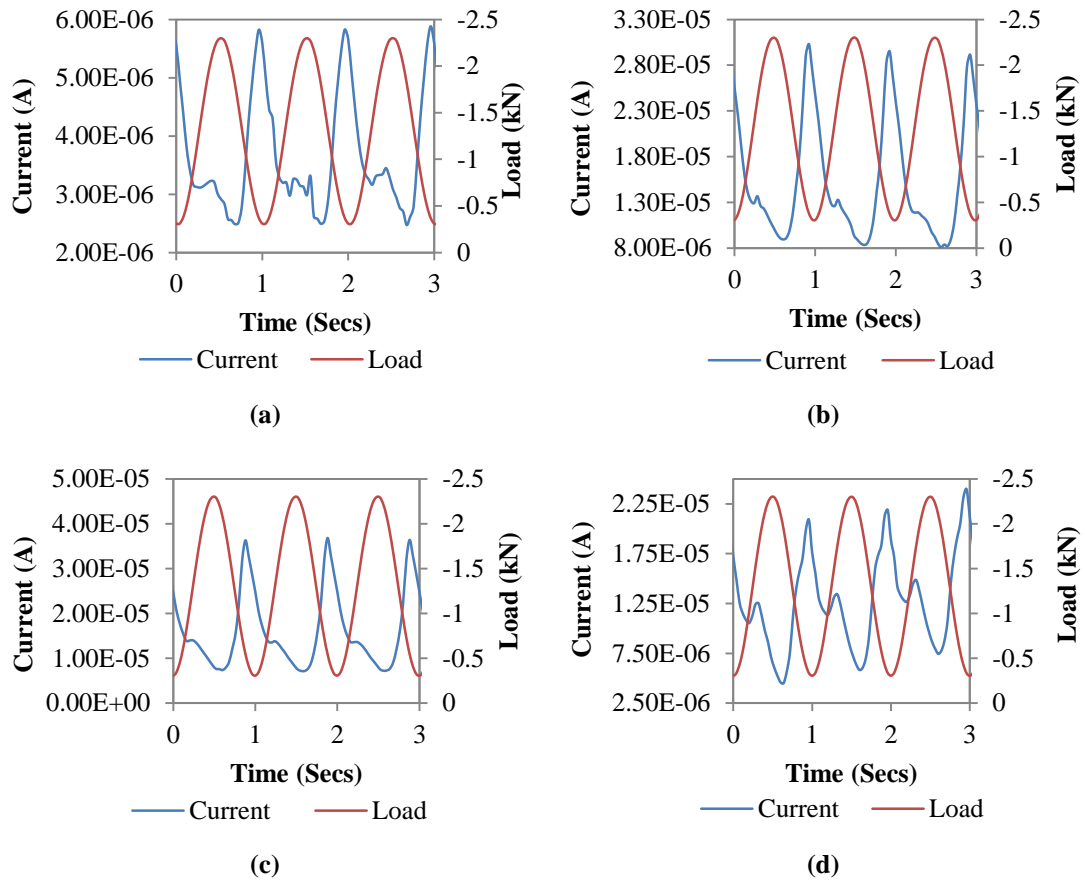 Current (A)
6.00E-06
5.00E-06
4.00E-06
3.00E-06
2.00E-06
-2.5
-2
-1.5
-1
-0.5
0
Load (kN)
0 1 2 3
Time (Secs)
Current Load
(a)
Current (A)
3.30E-05
2.80E-05
2.30E-05
1.80E-05
1.30E-05
8.00E-06
-2.5
-2
-1.5
-1
-0.5
0
Load (kN)
0 1 2 3
Time (Secs)
Current Load
(b)
Current (A)
5.00E-05
4.00E-05
3.00E-05
2.00E-05
1.00E-05
0.00E+00
-2.5
-2
-1.5
-1
-0.5
0
Load (kN)
0 1 2 3
Time (Secs)
Current Load
(c)
Current (A)
2.25E-05
1.75E-05
1.25E-05
7.50E-06
2.50E-06
-2.5
-2
-1.5
-1
-0.5
0
Load (kN)
0 1 2 3
Time (Secs)
Current Load
(d)